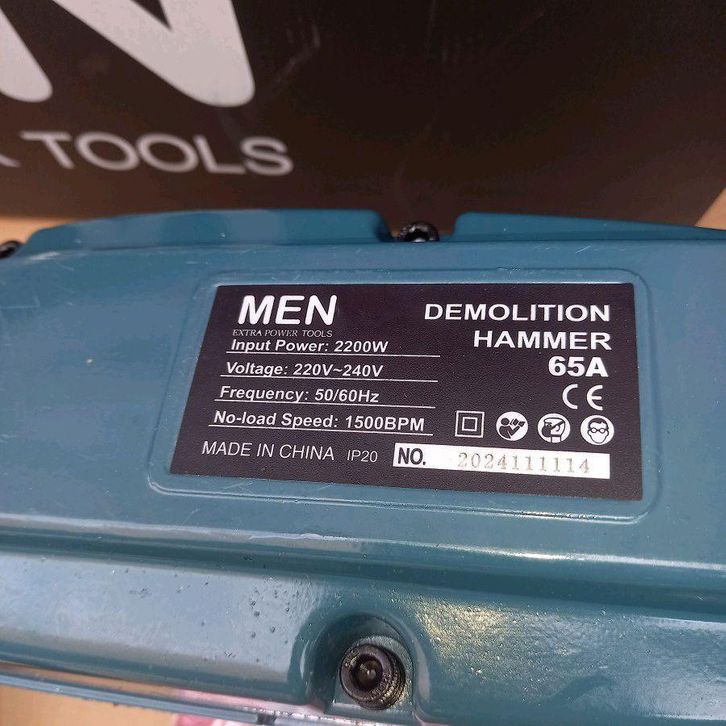 TOOLS
MEN
EXTRA POWER TOOLS
Input Power: 2200W
Voltage: 220V~240V
Frequency: 50/60Hz
No-load Speed: 1500BPM
MADE IN CHINA IP20
DEMOLITION
HAMMER
65A
CE
NO. 2024111114